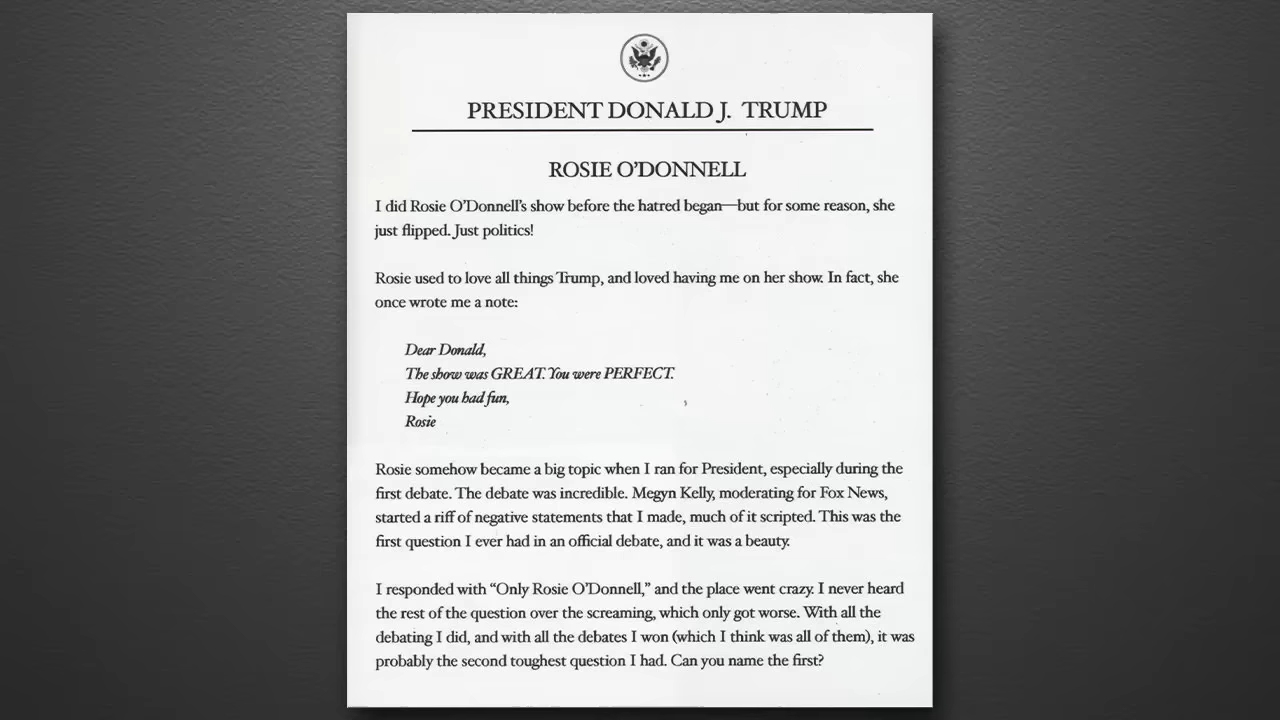 PRESIDENT DONALD J. TRUMP
ROSIE O’DONNELL
I did Rosie O’Donnell’s show before the hatred began—but for some reason, she
just flipped. Just politics!
Rosie used to love all things Trump, and loved having me on her show. In fact, she
once wrote me a note:
Dear Donald,
The show was GREAT. You were PERFECT.
Hope you had fun,
Rosie
Rosie somehow became a big topic when I ran for President, especially during the
first debate. The debate was incredible. Megyn Kelly, moderating for Fox News,
started a riff of negative statements that I made, much of it scripted. This was the
first question I ever had in an official debate, and it was a beauty.
I responded with “Only Rosie O’Donnell,” and the place went crazy. I never heard
the rest of the question over the screaming, which only got worse. With all the
debating I did, and with all the debates I won (which I think was all of them), it was
probably the second toughest question I had. Can you name the first?